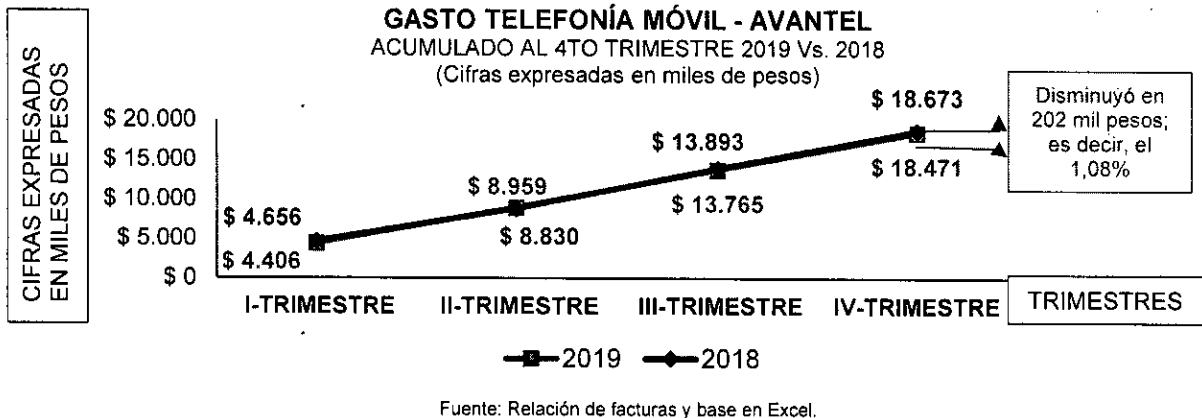 GASTO TELEFONÍA MÓVIL - AVANTEL
ACUMULADO AL 4TO TRIMESTRE 2019 Vs. 2018
(Cifras expresadas en miles de pesos)
CIFRAS EXPRESADAS
EN MILES DE PESOS
$ 20.000
$ 15.000
$ 10.000
$ 5.000
$ 0
$ 4.656
$ 4.406
$ 8.959
$ 8.830
$ 13.893
$ 13.765
$ 18.673
$ 18.471
Disminuyó en
202 mil pesos;
es decir, el
1,08%
I-TRIMESTRE
II-TRIMESTRE
III-TRIMESTRE
IV-TRIMESTRE
TRIMESTRES
2019
2018
Fuente: Relación de facturas y base en Excel.